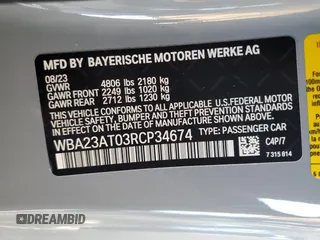 MFD BY BAYERISCHE MOTOREN WERKE AG
08/23
GVWR 4806 lbs 2180 kg
GAWR FRONT 2249 lbs 1020 kg
GAWR REAR 2712 lbs 1230 kg
THIS VEHICLE CONFORMS TO ALL APPLICABLE U.S. FEDERAL MOTOR
VEHICLE SAFETY, BUMPER, AND THEFT PREVENTION STANDARDS
IN EFFECT ON THE DATE OF MANUFACTURE SHOWN ABOVE.
WBA23AT03RCP34674 TYPE: PASSENGER CAR
C4P/7
7 315 814
DREAMBID